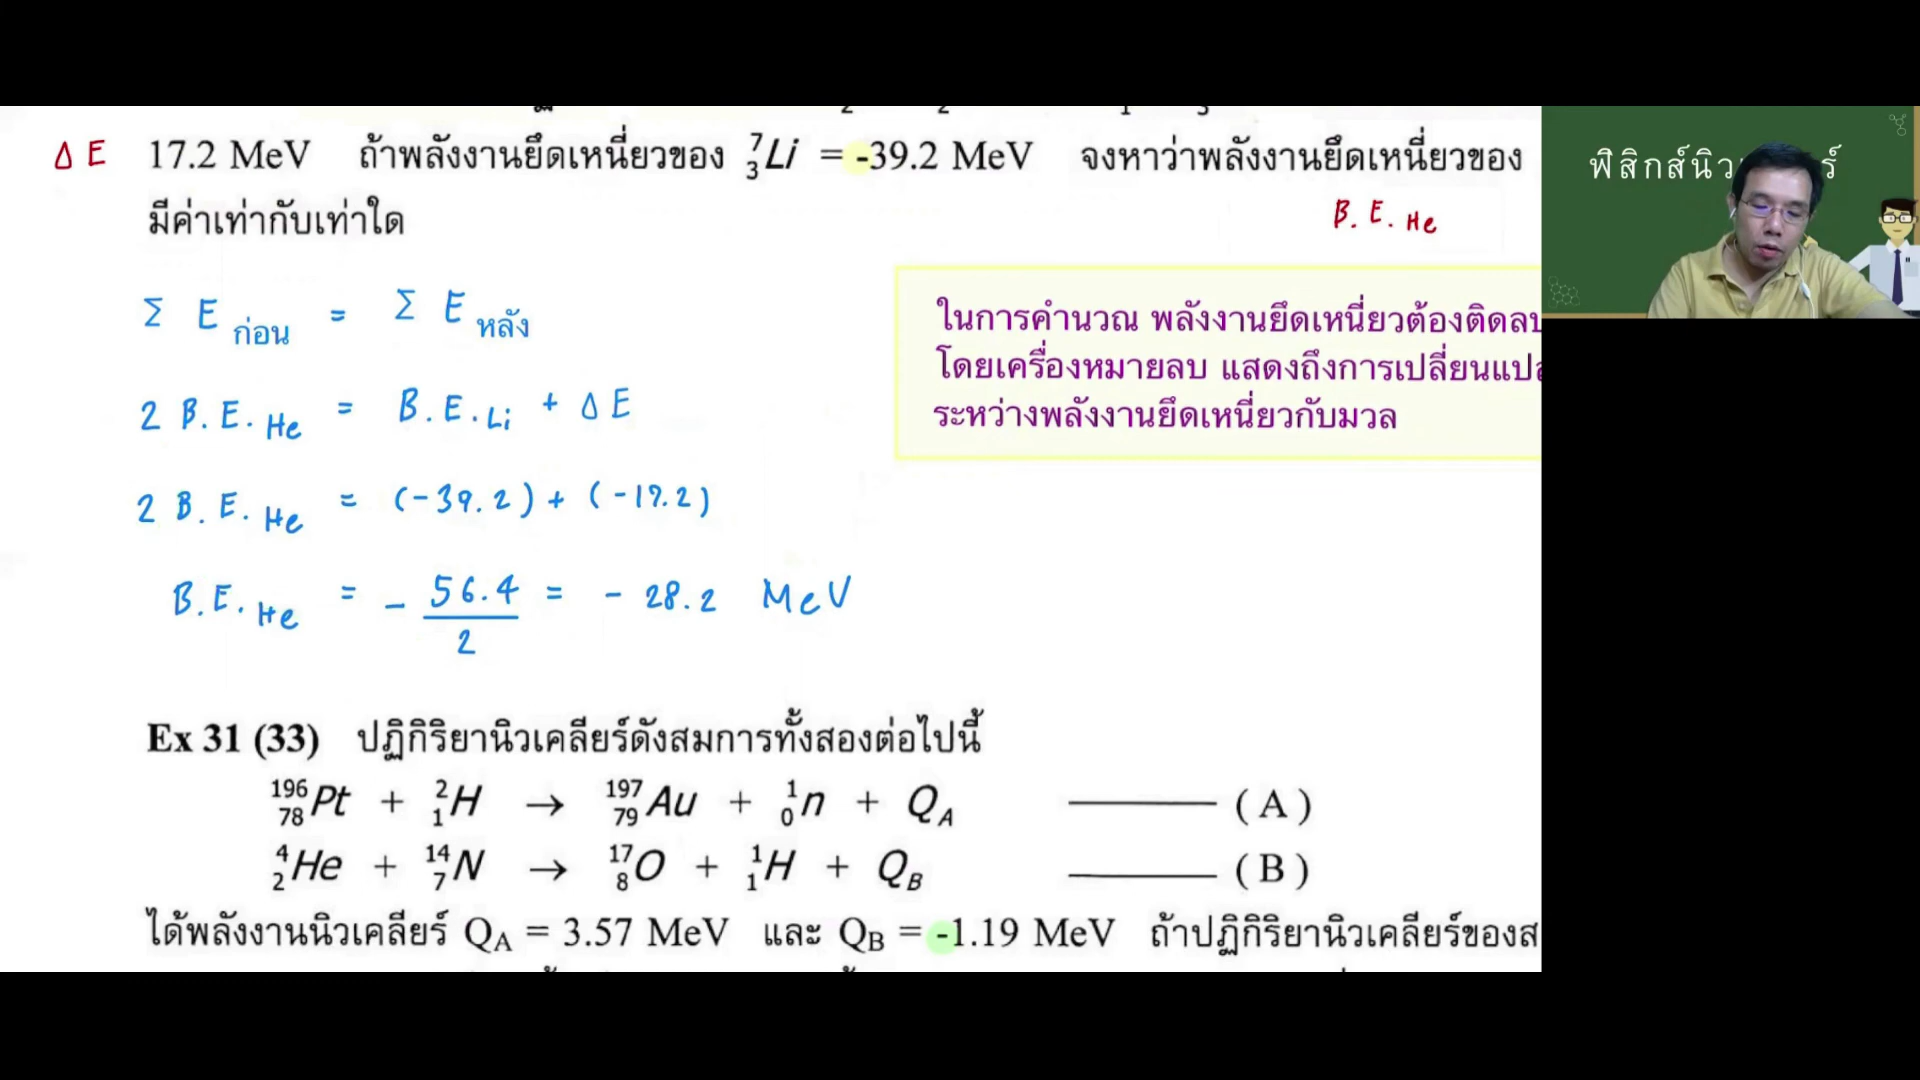 Δ E 17.2 MeV ถ้าพลังงานยึดเหนี่ยวของ ⁷₃Li = -39.2 MeV จงหาว่าพลังงานยึดเหนี่ยวของ
มีค่าเท่ากับเท่าใด
B.E.He
Σ E ก่อน = Σ E หลัง
2 B.E.He = B.E.Li + Δ E
2 B.E.He = (-39.2) + (-17.2)
B.E.He = - 56.4/2 = - 28.2 MeV
ในการคำนวณ พลังงานยึดเหนี่ยวต้องติดลบ
โดยเครื่องหมายลบ แสดงถึงการเปลี่ยนแปล
ระหว่างพลังงานยึดเหนี่ยวกับมวล
Ex 31 (33) ปฏิกิริยานิวเคลียร์ดังสมการทั้งสองต่อไปนี้
¹⁹⁶₇₈Pt + ²₁H → ¹⁹⁷₇₉Au + ¹₀n + Q_A ——— ( A )
⁴₂He + ¹⁴₇N → ¹⁷₈O + ¹₁H + Q_B ——— ( B )
ได้พลังงานนิวเคลียร์ Q_A = 3.57 MeV และ Q_B = -1.19 MeV ถ้าปฏิกิริยานิวเคลียร์ของส